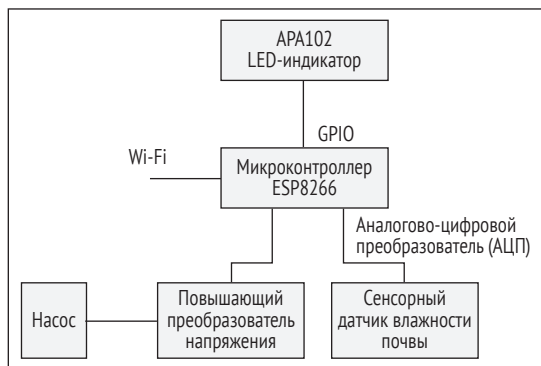 APA102
LED-индикатор
GPIO
Wi-Fi
Микроконтроллер
ESP8266
Аналогово-цифровой
преобразователь (АЦП)
Насос
Повышающий
преобразователь
напряжения
Сенсорный
датчик влажности
почвы